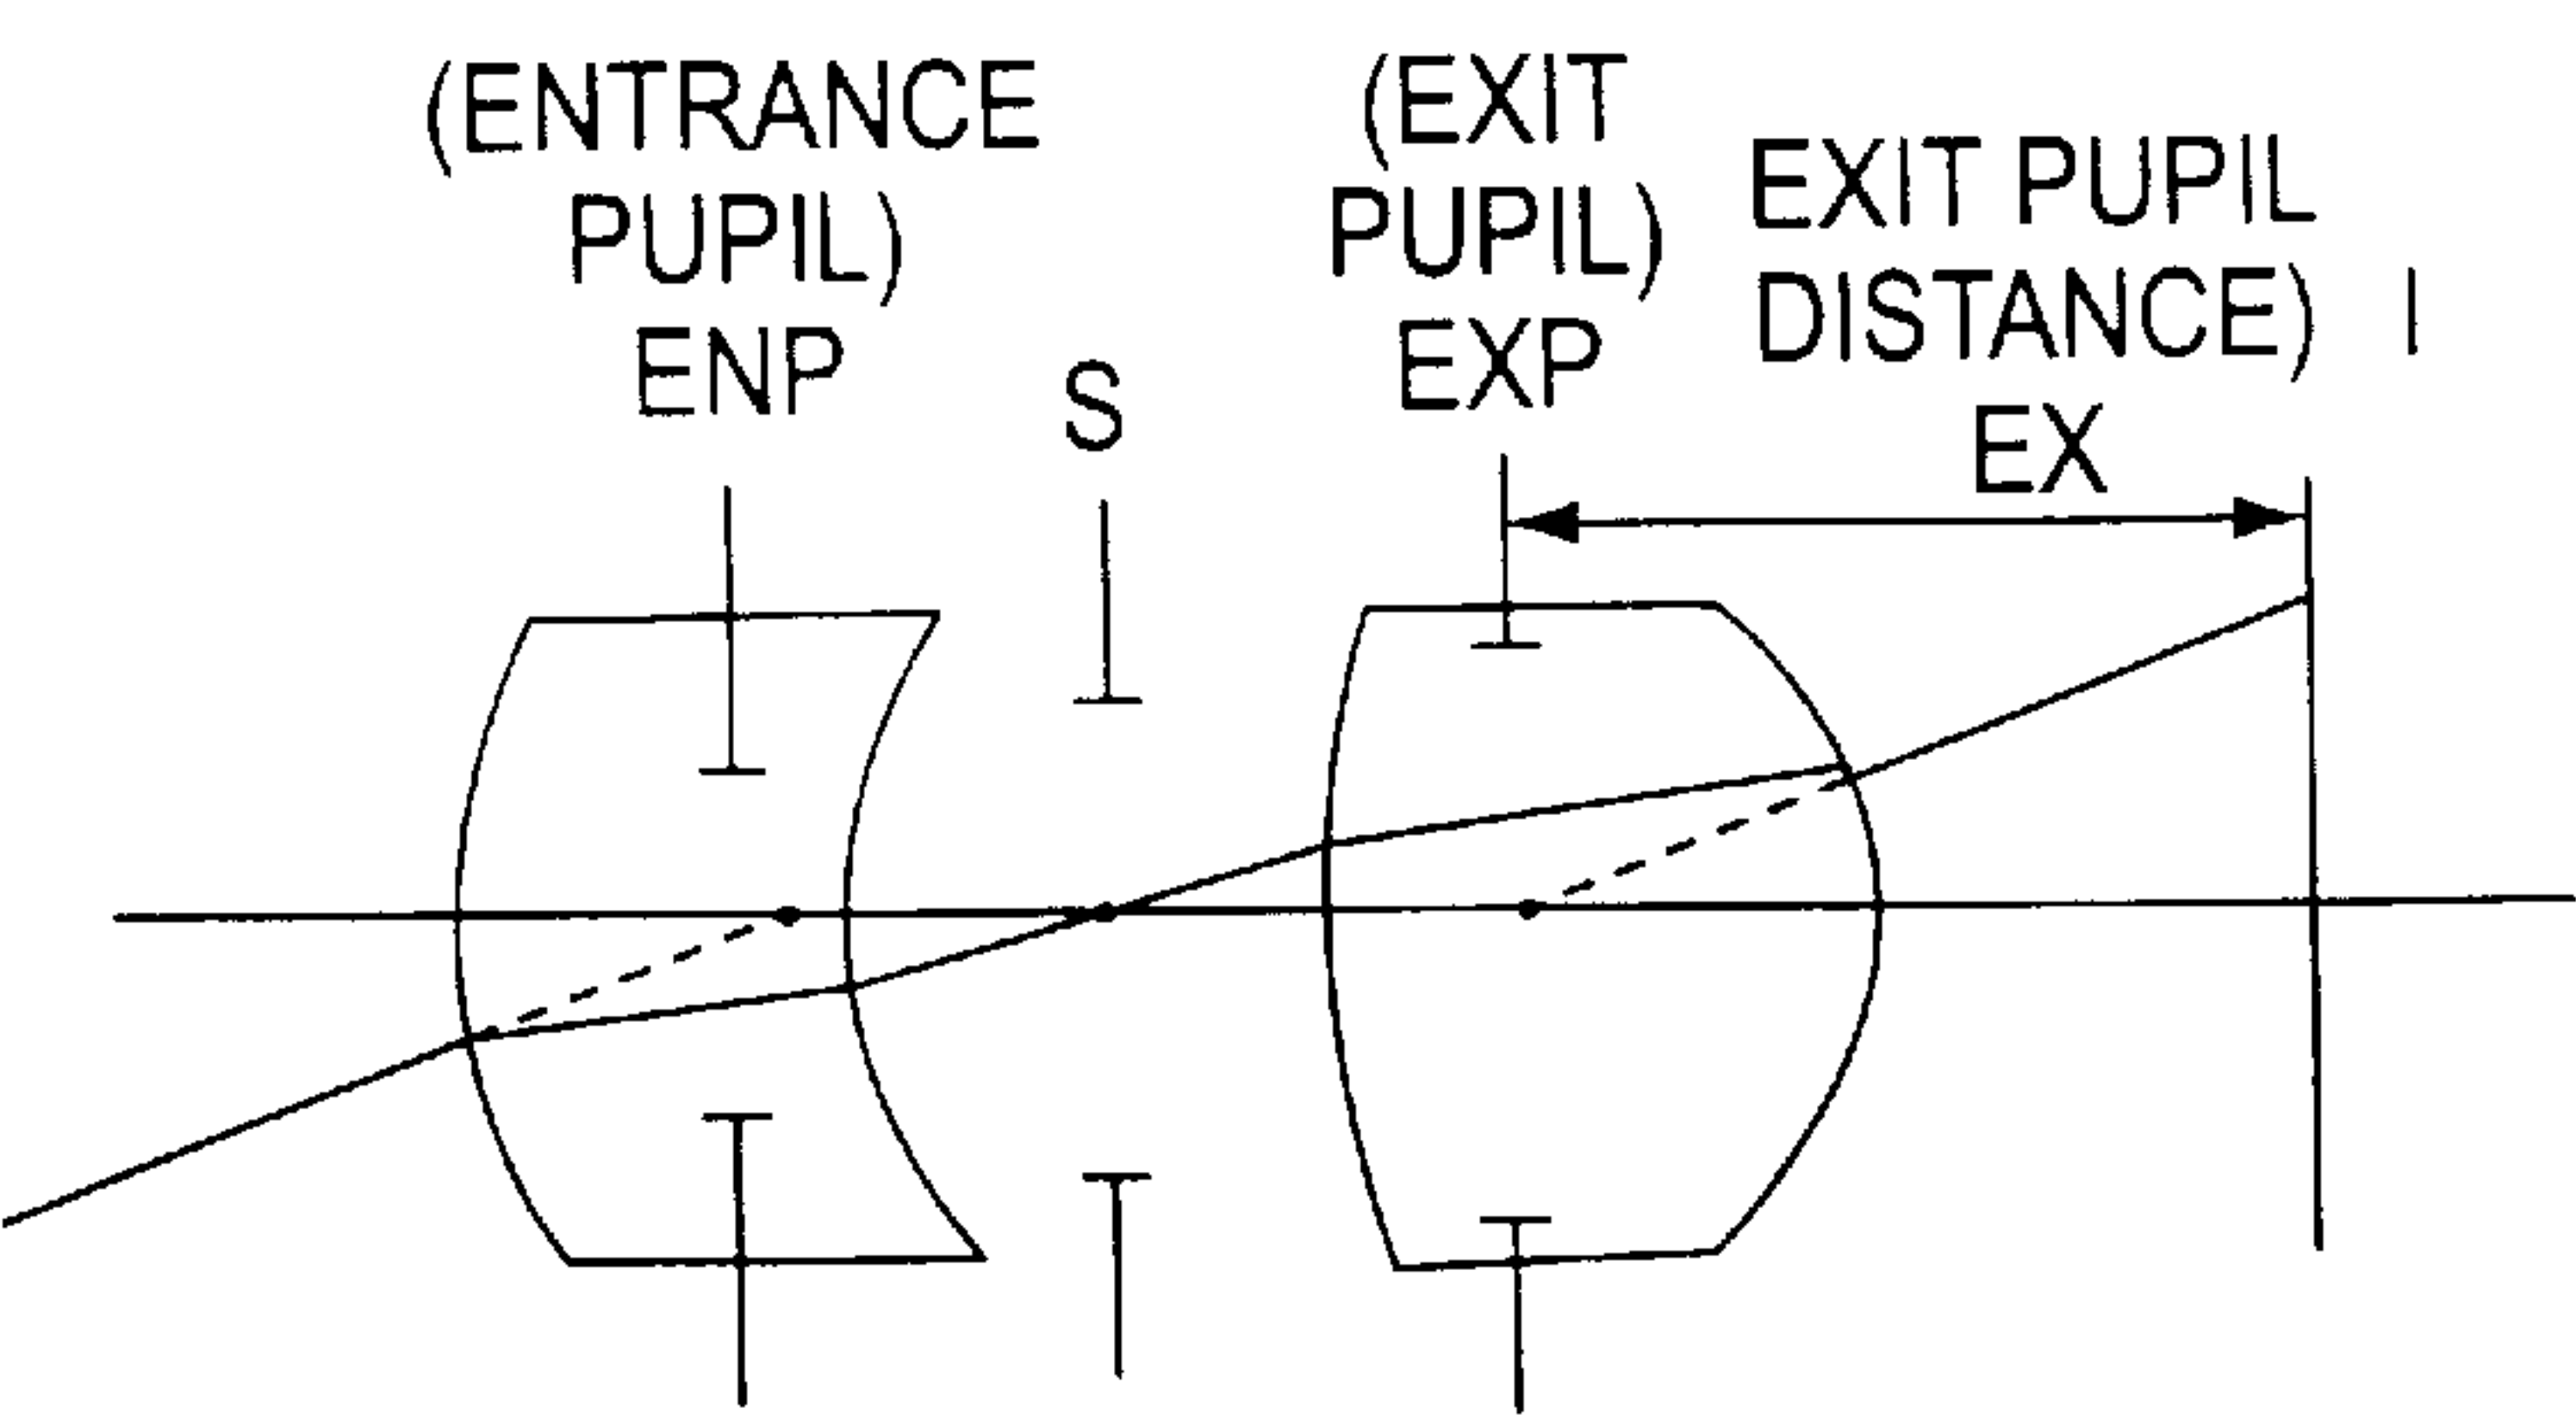 (ENTRANCE
PUPIL)
ENP
S
(EXIT
PUPIL)
EXP
EXIT PUPIL
DISTANCE)
EX
I